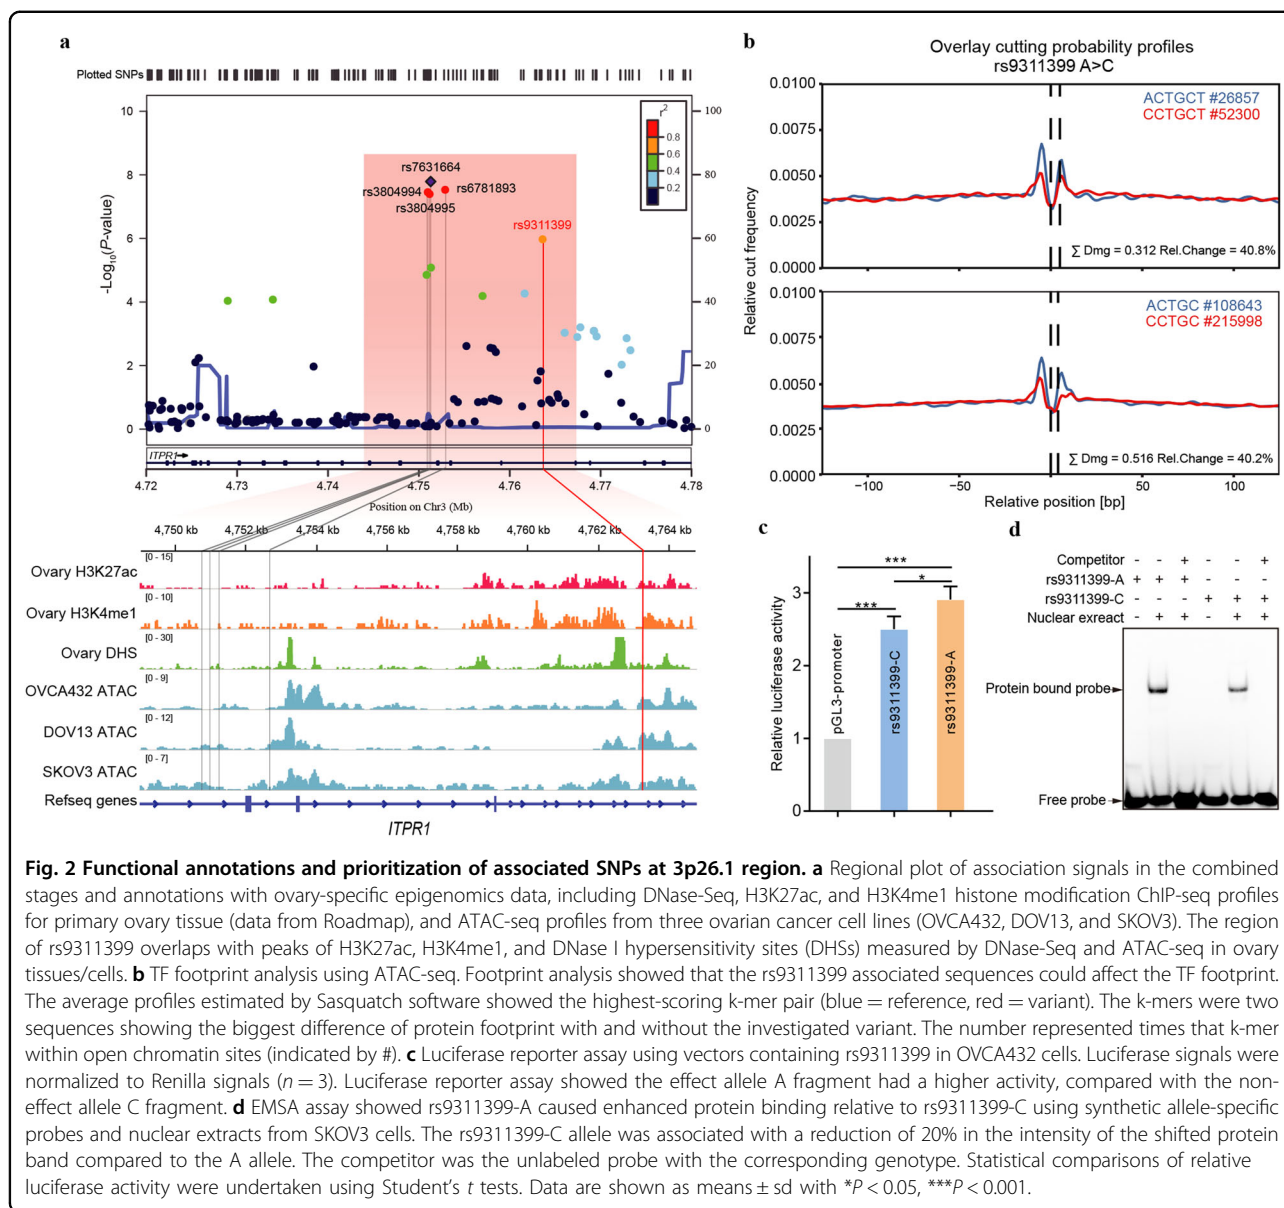 a
Plotted SNPs
10
8
6
4
2
0
-Log10(P-value)
100
80
60
40
20
0
r2
0.8
0.6
0.4
0.2
rs7631664
rs3804994
rs6781893
rs3804995
rs9311399
ITPR1
4.72 4.73 4.74 4.75 4.76 4.77 4.78
Position on Chr3 (Mb)
4,750 kb 4,752 kb 4,754 kb 4,756 kb 4,758 kb 4,760 kb 4,762 kb 4,764 kb
[0 - 15]
Ovary H3K27ac
[0 - 10]
Ovary H3K4me1
[0 - 30]
Ovary DHS
[0 - 9]
OVCA432 ATAC
[0 - 12]
DOV13 ATAC
[0 - 7]
SKOV3 ATAC
Refseq genes
ITPR1
b
Overlay cutting probability profiles
rs9311399 A>C
Relative cut frequency
0.0100
0.0075
0.0050
0.0025
0.0000
ACTGCT #26857
CCTGCT #52300
∑ Dmg = 0.312 Rel.Change = 40.8%
0.0100
0.0075
0.0050
0.0025
0.0000
ACTGC #108643
CCTGC #215998
∑ Dmg = 0.516 Rel.Change = 40.2%
−100 −50 0 50 100
Relative position [bp]
c
Relative luciferase activity
3
2
1
0
***
*
***
pGL3-promoter
rs9311399-C
rs9311399-A
d
Competitor - - + - - +
rs9311399-A + + + - - -
rs9311399-C - - - + + +
Nuclear exreact - + + - + +
Protein bound probe
Free probe
Fig. 2 Functional annotations and prioritization of associated SNPs at 3p26.1 region. a Regional plot of association signals in the combined
stages and annotations with ovary-specific epigenomics data, including DNase-Seq, H3K27ac, and H3K4me1 histone modification ChIP-seq profiles
for primary ovary tissue (data from Roadmap), and ATAC-seq profiles from three ovarian cancer cell lines (OVCA432, DOV13, and SKOV3). The region
of rs9311399 overlaps with peaks of H3K27ac, H3K4me1, and DNase I hypersensitivity sites (DHSs) measured by DNase-Seq and ATAC-seq in ovary
tissues/cells. b TF footprint analysis using ATAC-seq. Footprint analysis showed that the rs9311399 associated sequences could affect the TF footprint.
The average profiles estimated by Sasquatch software showed the highest-scoring k-mer pair (blue = reference, red = variant). The k-mers were two
sequences showing the biggest difference of protein footprint with and without the investigated variant. The number represented times that k-mer
within open chromatin sites (indicated by #). c Luciferase reporter assay using vectors containing rs9311399 in OVCA432 cells. Luciferase signals were
normalized to Renilla signals (n = 3). Luciferase reporter assay showed the effect allele A fragment had a higher activity, compared with the non-
effect allele C fragment. d EMSA assay showed rs9311399-A caused enhanced protein binding relative to rs9311399-C using synthetic allele-specific
probes and nuclear extracts from SKOV3 cells. The rs9311399-C allele was associated with a reduction of 20% in the intensity of the shifted protein
band compared to the A allele. The competitor was the unlabeled probe with the corresponding genotype. Statistical comparisons of relative
luciferase activity were undertaken using Student's t tests. Data are shown as means ± sd with *P < 0.05, ***P < 0.001.